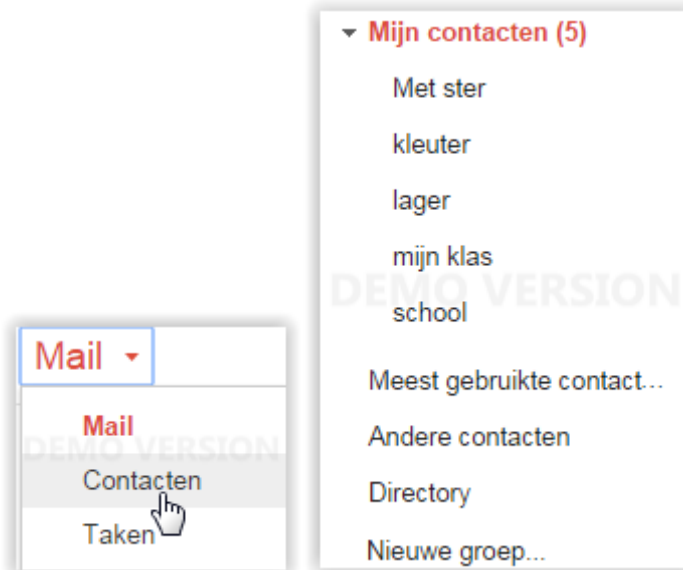 Mail
Mail
DEMO VERSION
Contacten
Taken
Mijn contacten (5)
Met ster
kleuter
lager
mijn klas
DEMO VERSION
school
Meest gebruikte contact...
Andere contacten
Directory
Nieuwe groep...